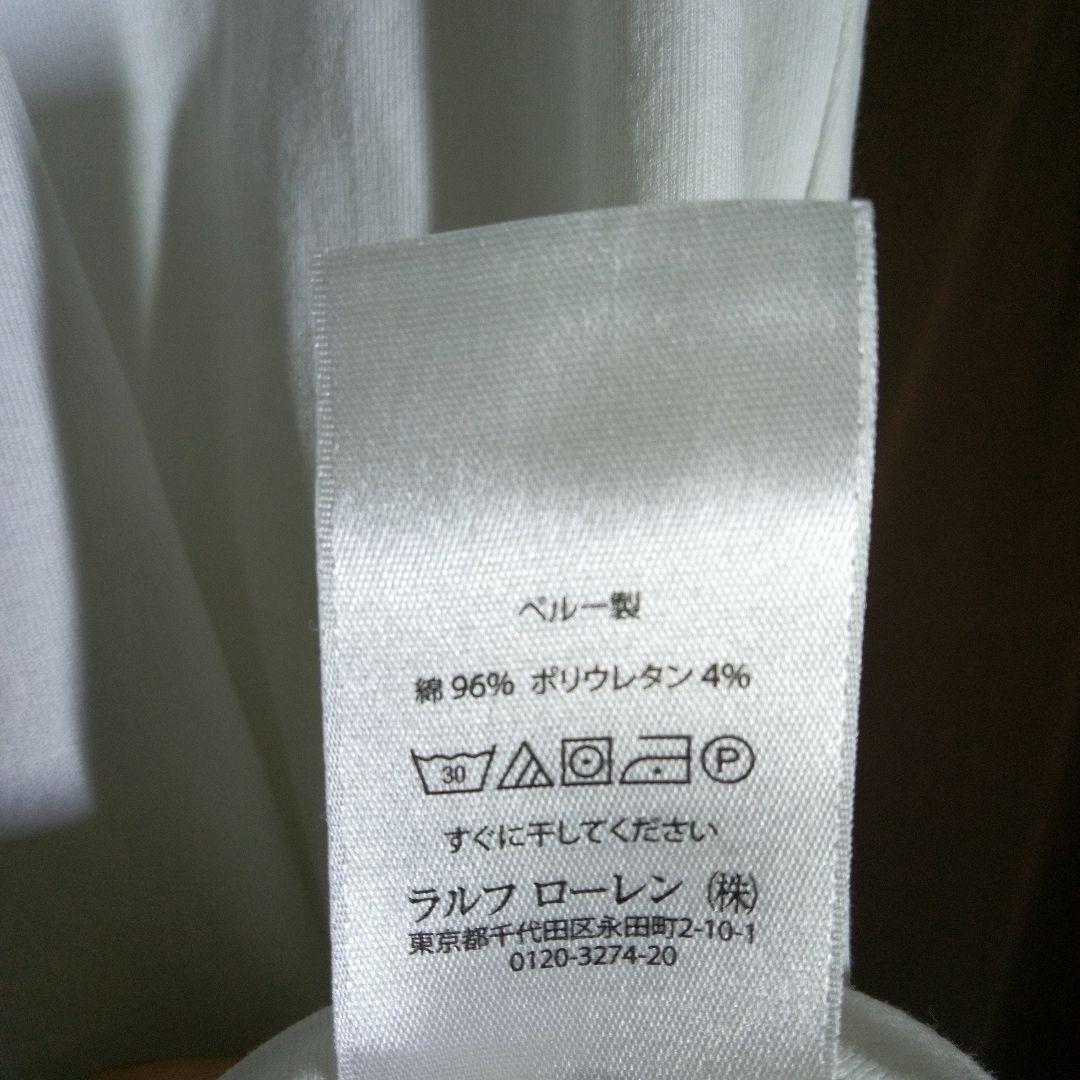 ペルー製
綿 96% ポリウレタン 4%
30 P
すぐに干してください
ラルフ ローレン ㈱
東京都千代田区永田町2-10-1
0120-3274-20